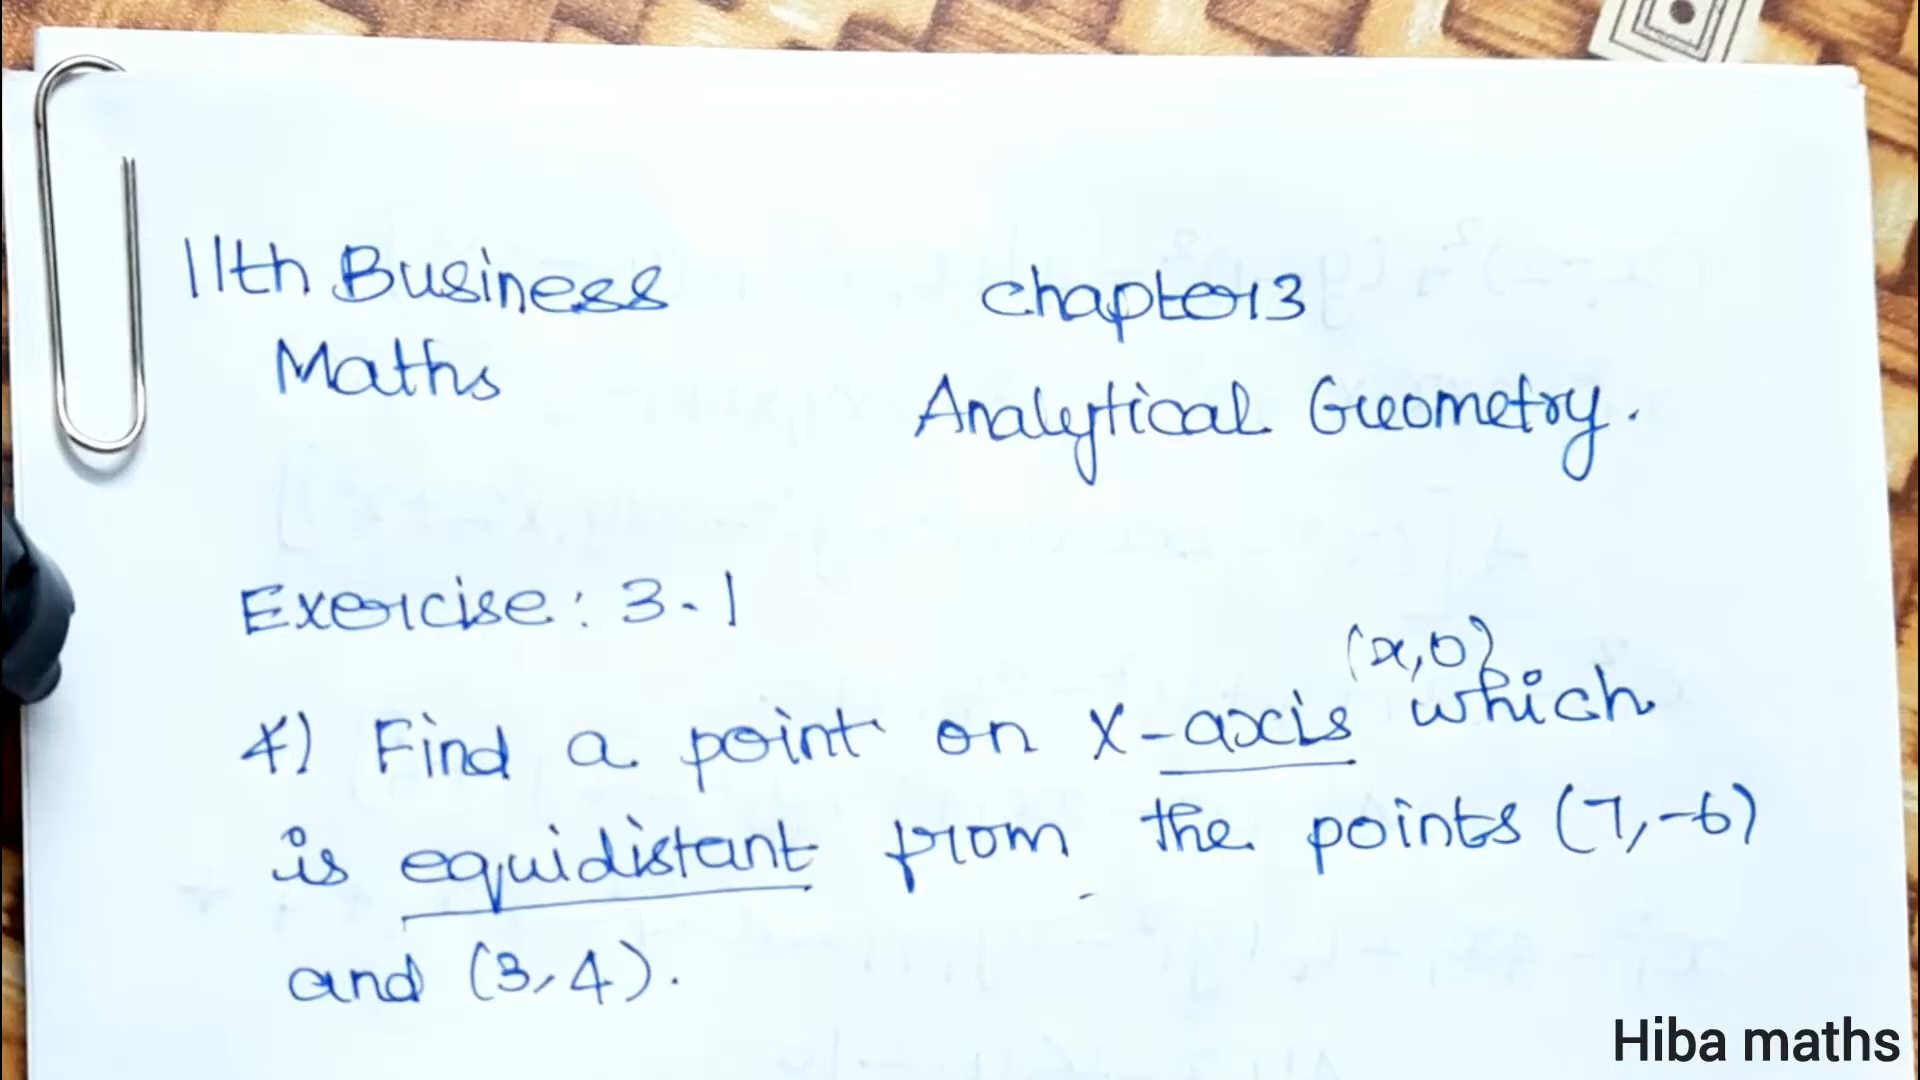 11th Business
Maths
chapter 3
Analytical Geometry.
Exercise: 3.1
(x,0)
4) Find a point on X-axis which
is equidistant from the points (7,-6)
and (3,4).
Hiba maths